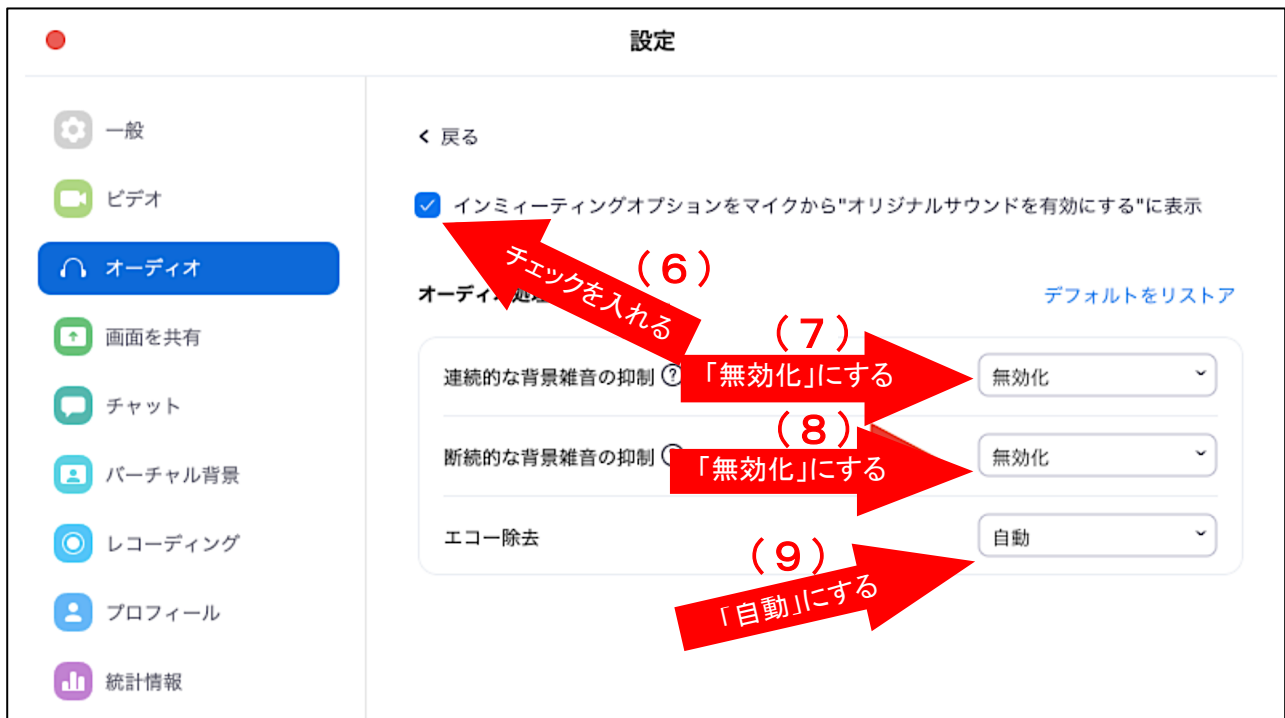 設定
一般
ビデオ
オーディオ
画面を共有
チャット
バーチャル背景
レコーディング
プロフィール
統計情報
戻る
インミィーティングオプションをマイクから"オリジナルサウンドを有効にする"に表示
(6)
チェックを入れる
オーディオ処理
デフォルトをリストア
(7)
連続的な背景雑音の抑制 ? 「無効化」にする 無効化
(8)
断続的な背景雑音の抑制 「無効化」にする 無効化
エコー除去 自動
(9)
「自動」にする